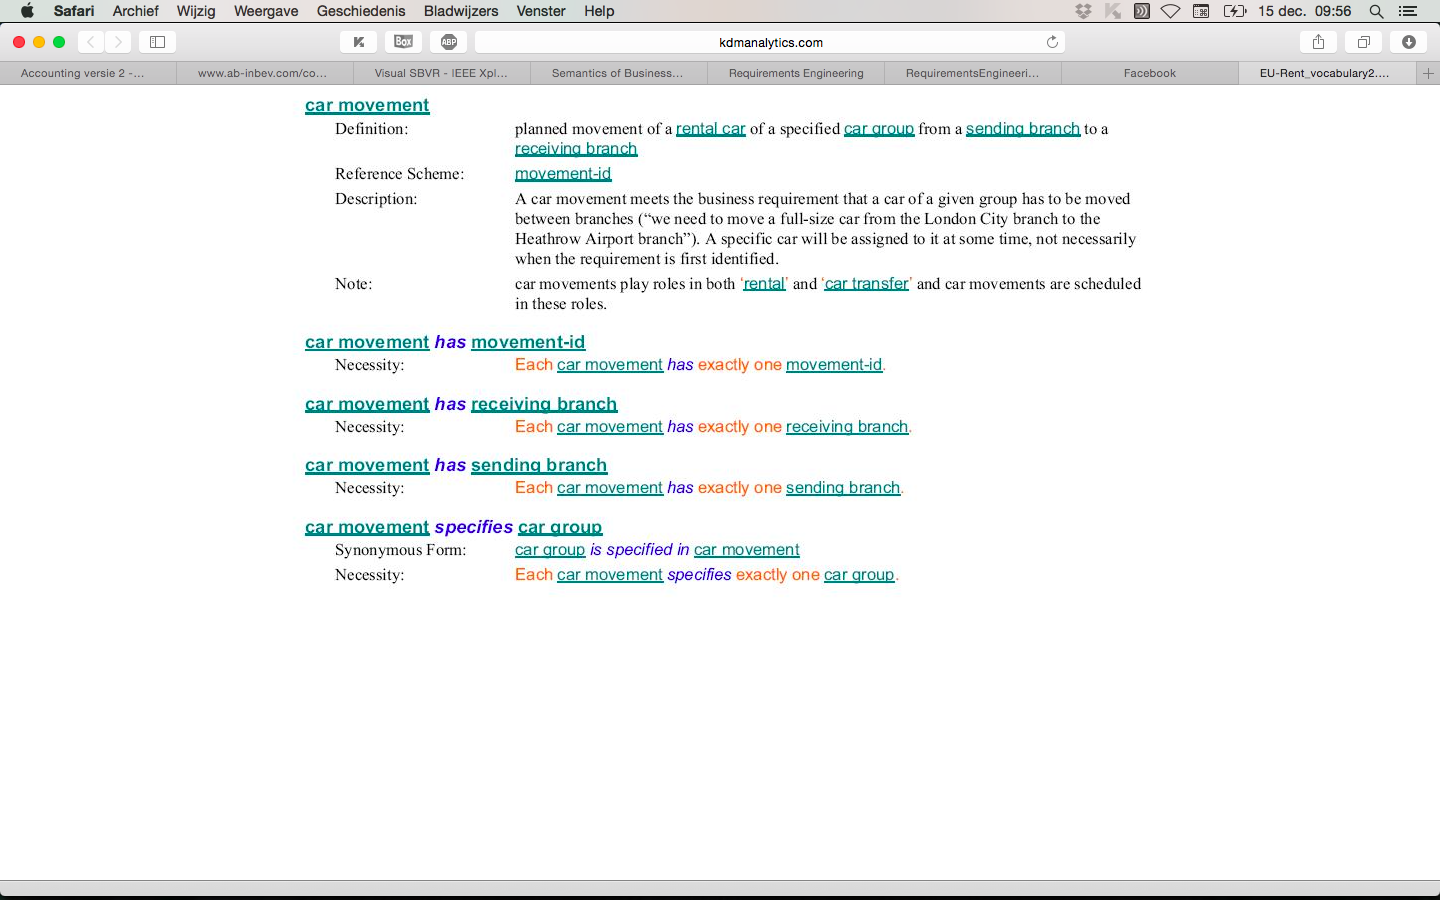 Safari Archief Wijzig Weergave Geschiedenis Bladwijzers Venster Help 15 dec. 09:56
K Box ABP kdmanalytics.com
Accounting versie 2 -... www.ab-inbev.com/co... Visual SBVR - IEEE Xpl... Semantics of Business... Requirements Engineering RequirementsEngineeri... Facebook EU-Rent_vocabulary2....
car movement
Definition: planned movement of a rental car of a specified car group from a sending branch to a
receiving branch
Reference Scheme: movement-id
Description: A car movement meets the business requirement that a car of a given group has to be moved
between branches (“we need to move a full-size car from the London City branch to the
Heathrow Airport branch”). A specific car will be assigned to it at some time, not necessarily
when the requirement is first identified.
Note: car movements play roles in both ‘rental’ and ‘car transfer’ and car movements are scheduled
in these roles.
car movement has movement-id
Necessity: Each car movement has exactly one movement-id.
car movement has receiving branch
Necessity: Each car movement has exactly one receiving branch.
car movement has sending branch
Necessity: Each car movement has exactly one sending branch.
car movement specifies car group
Synonymous Form: car group is specified in car movement
Necessity: Each car movement specifies exactly one car group.